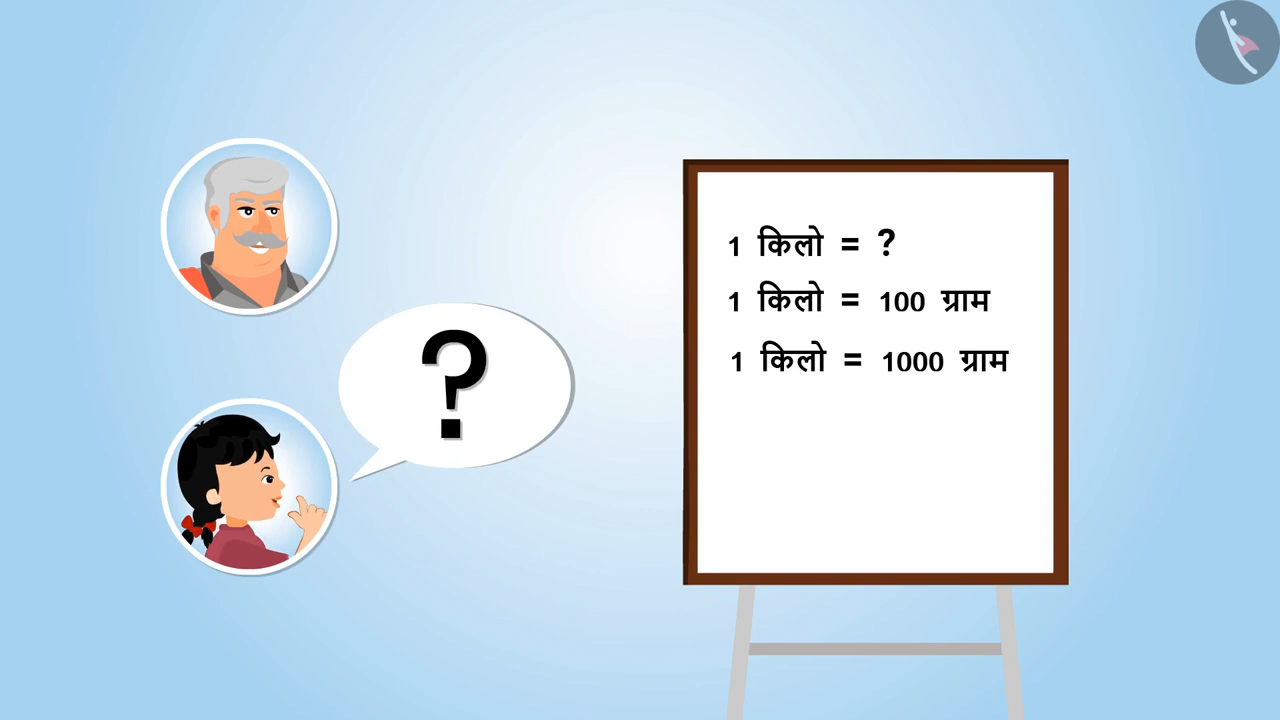 ?
1 किलो = ?
1 किलो = 100 ग्राम
1 किलो = 1000 ग्राम